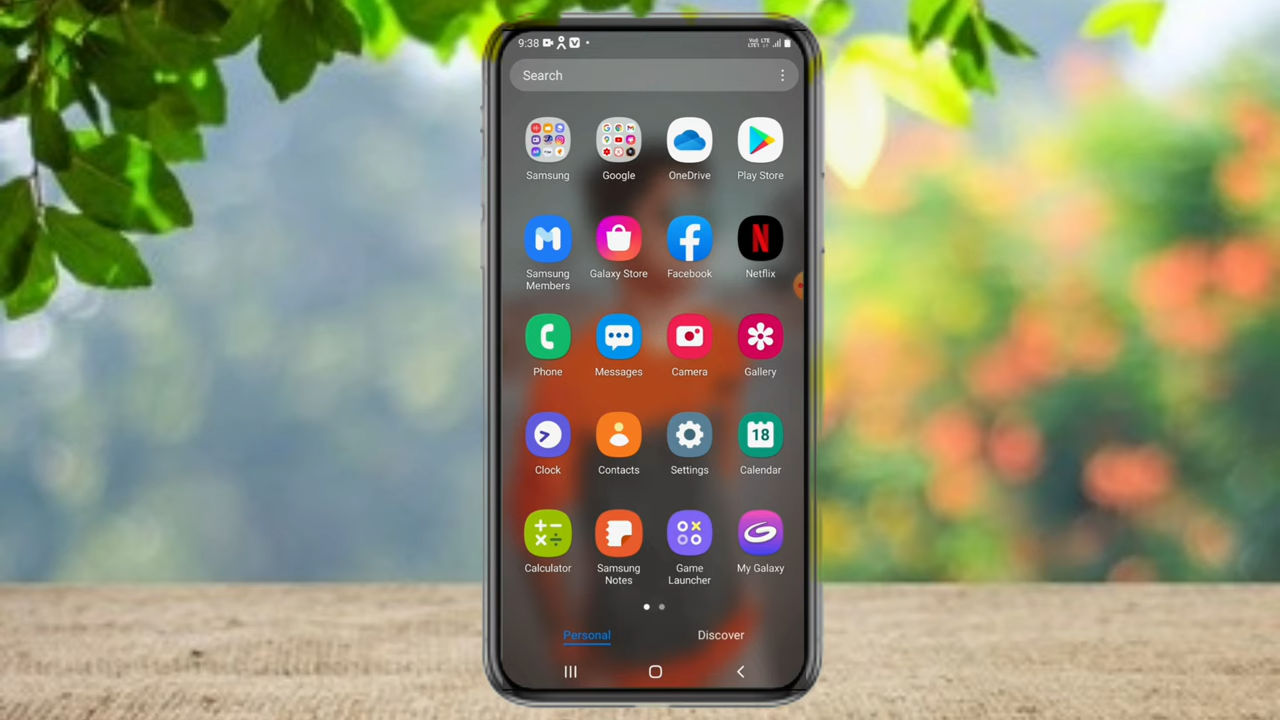 9:38
Search
Samsung
Google
OneDrive
Play Store
Samsung
Members
Galaxy Store
Facebook
Netflix
Phone
Messages
Camera
Gallery
Clock
Contacts
Settings
18
Calendar
Calculator
Samsung
Notes
Game
Launcher
My Galaxy
Personal
Discover